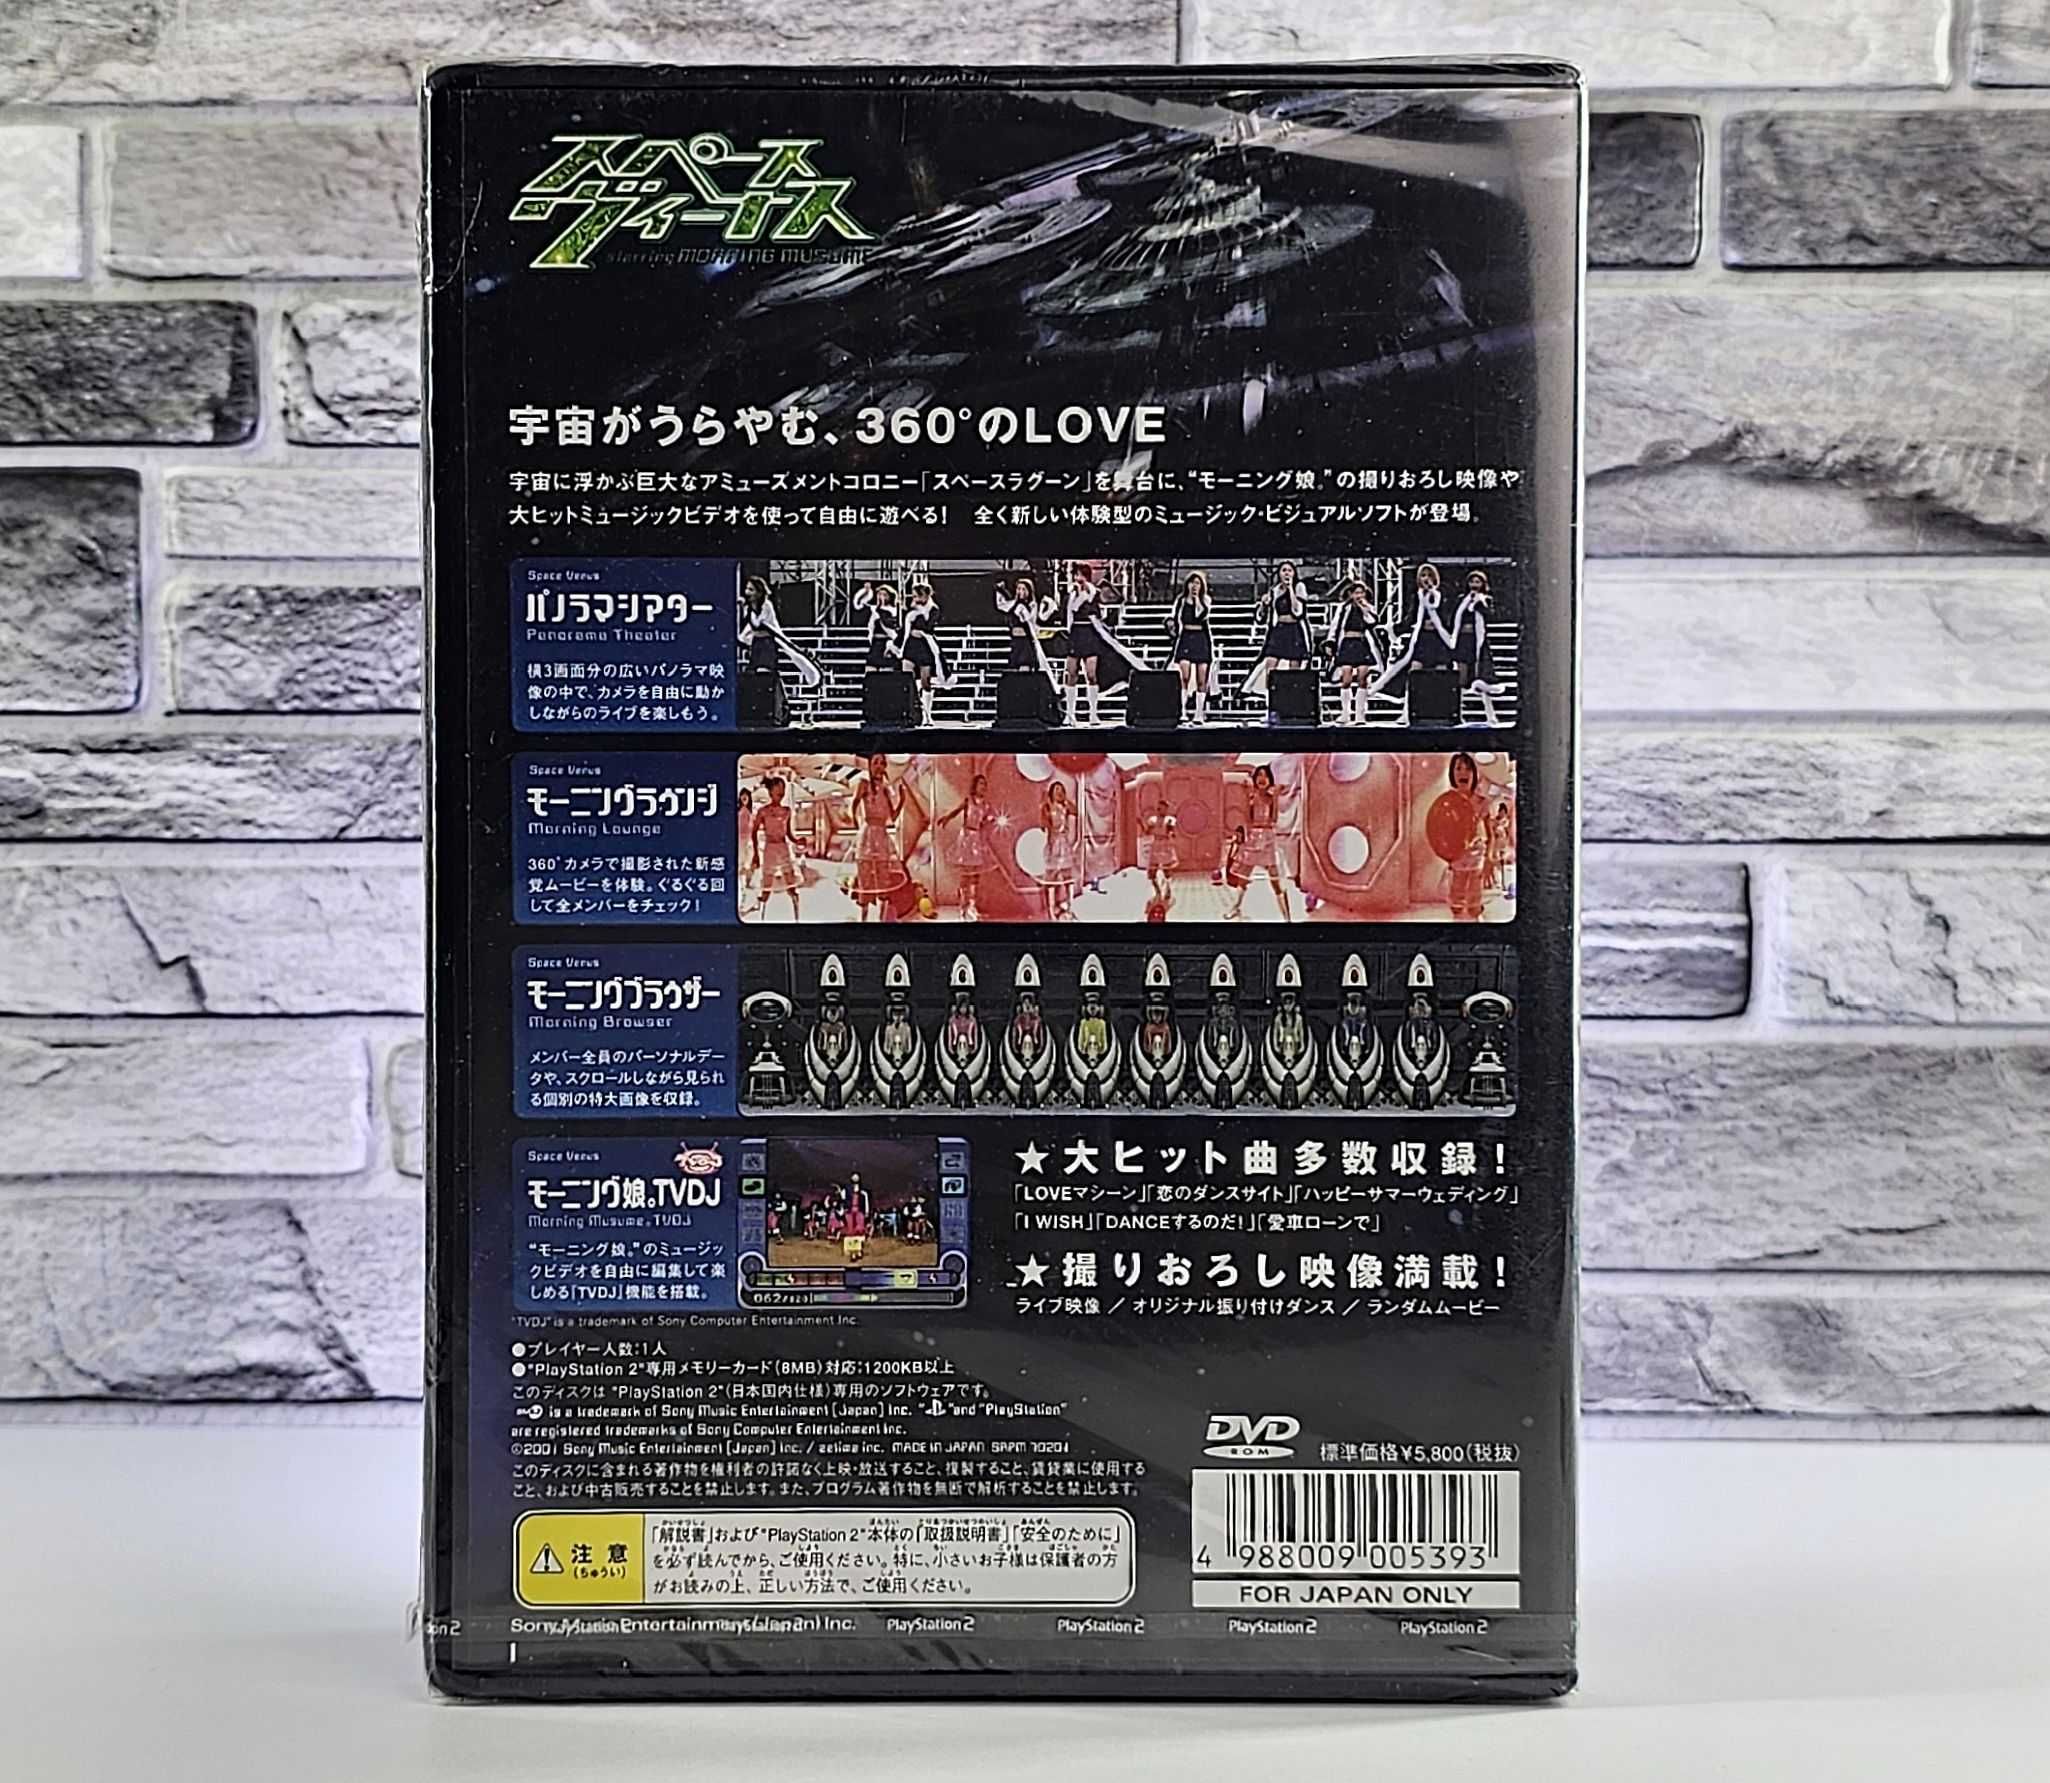 スペース
ヴィーナス
starring MORNING MUSUME
宇宙がうらやむ、360°のLOVE
宇宙に浮かぶ巨大なアミューズメントコロニー「スペースラグーン」を舞台に、“モーニング娘。”の撮りおろし映像や
大ヒットミュージックビデオを使って自由に遊べる！ 全く新しい体験型のミュージック・ビジュアルソフトが登場。
Space Venus
パノラマシアター
Panorama Theater
横3画面分の広いパノラマ映
像の中で、カメラを自由に動か
しながらのライブを楽しもう。
Space Venus
モーニングラウンジ
Morning Lounge
360°カメラで撮影された新感
覚ムービーを体験。ぐるぐる回
して全メンバーをチェック！
Space Venus
モーニングブラウザー
Morning Browser
メンバー全員のパーソナルデー
タや、スクロールしながら見られ
る個別の特大画像を収録。
Space Venus
モーニング娘。TVDJ
Morning Musume。TVDJ
“モーニング娘。”のミュージッ
クビデオを自由に編集して楽
しめる「TVDJ」機能を搭載。
★大ヒット曲多数収録！
「LOVEマシーン」「恋のダンスサイト」「ハッピーサマーウェディング」
「I WISH」「DANCEするのだ！」「愛車ローンで」
★撮りおろし映像満載！
ライブ映像 ／ オリジナル振り付けダンス ／ ランダムムービー
"TVDJ" is a trademark of Sony Computer Entertainment Inc.
●プレイヤー人数：1人
●"PlayStation 2"専用メモリーカード（8MB）対応：1200KB以上
このディスクは "PlayStation 2"（日本国内仕様）専用のソフトウェアです。
is a trademark of Sony Music Entertainment (Japan) Inc. " " and "PlayStation"
are registered trademarks of Sony Computer Entertainment Inc.
©2001 Sony Music Entertainment (Japan) Inc. / zetima inc. MADE IN JAPAN SRPM 70201
このディスクに含まれる著作物を権利者の許諾なく上映・放送すること、複製すること、賃貸業に使用する
こと、および中古販売することを禁止します。また、プログラム著作物を無断で解析することを禁止します。
DVD
ROM
標準価格￥5,800（税抜）
4 988009 005393
FOR JAPAN ONLY
注意
（ちゅうい）
「解説書」および"PlayStation 2"本体の「取扱説明書」「安全のために」
を必ず読んでから、ご使用ください。特に、小さいお子様は保護者の方
がお読みの上、正しい方法で、ご使用ください。
Sony Music Entertainment (Japan) Inc.
PlayStation 2 PlayStation 2 PlayStation 2 PlayStation 2